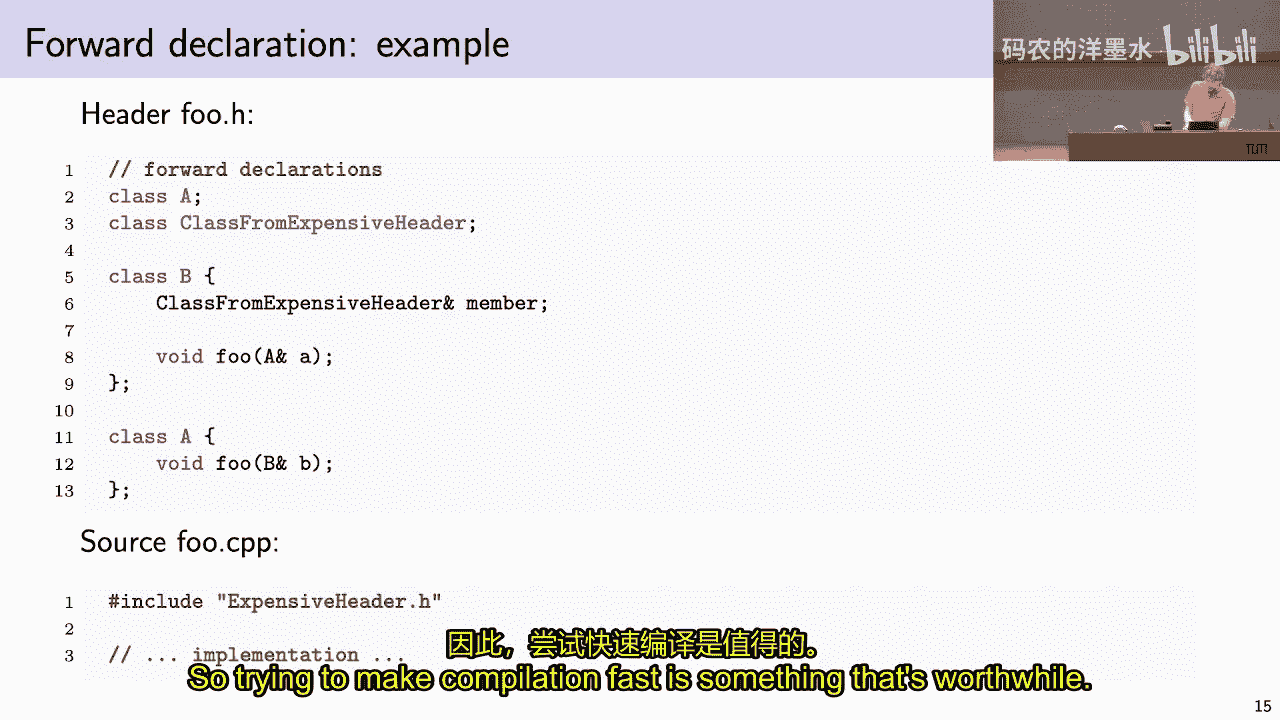 Forward declaration: example
码农的洋墨水 bilibili
TUM
Header foo.h:
1 // forward declarations
2 class A;
3 class ClassFromExpensiveHeader;
4
5 class B {
6 ClassFromExpensiveHeader& member;
7
8 void foo(A& a);
9 };
10
11 class A {
12 void foo(B& b);
13 };
Source foo.cpp:
1 #include "ExpensiveHeader.h"
2
3 // ... implementation ...
因此，尝试快速编译是值得的。
So trying to make compilation fast is something that's worthwhile.
15